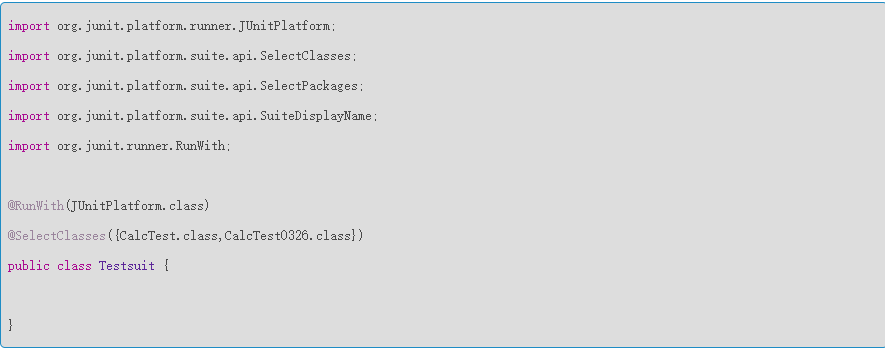 import org.junit.platform.runner.JUnitPlatform;
import org.junit.platform.suite.api.SelectClasses;
import org.junit.platform.suite.api.SelectPackages;
import org.junit.platform.suite.api.SuiteDisplayName;
import org.junit.runner.RunWith;
@RunWith(JUnitPlatform.class)
@SelectClasses({CalcTest.class,CalcTest0326.class})
public class Testsuit {
}